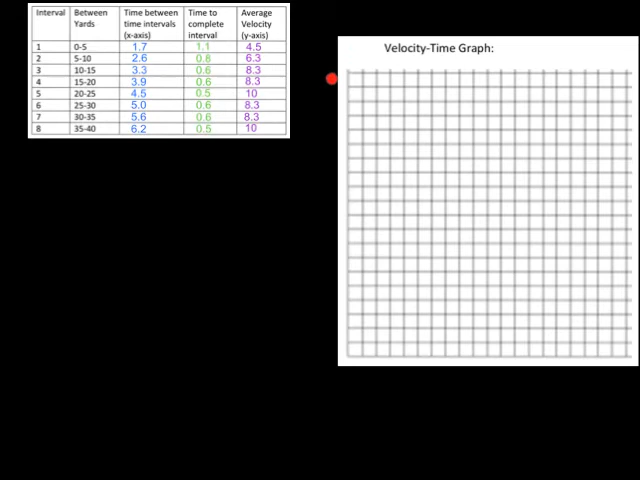 Interval Between Yards Time between time intervals (x-axis) Time to complete interval Average Velocity (y-axis)
1 0-5 1.7 1.1 4.5
2 5-10 2.6 0.8 6.3
3 10-15 3.3 0.6 8.3
4 15-20 3.9 0.6 8.3
5 20-25 4.5 0.5 10
6 25-30 5.0 0.6 8.3
7 30-35 5.6 0.6 8.3
8 35-40 6.2 0.5 10
Velocity-Time Graph: